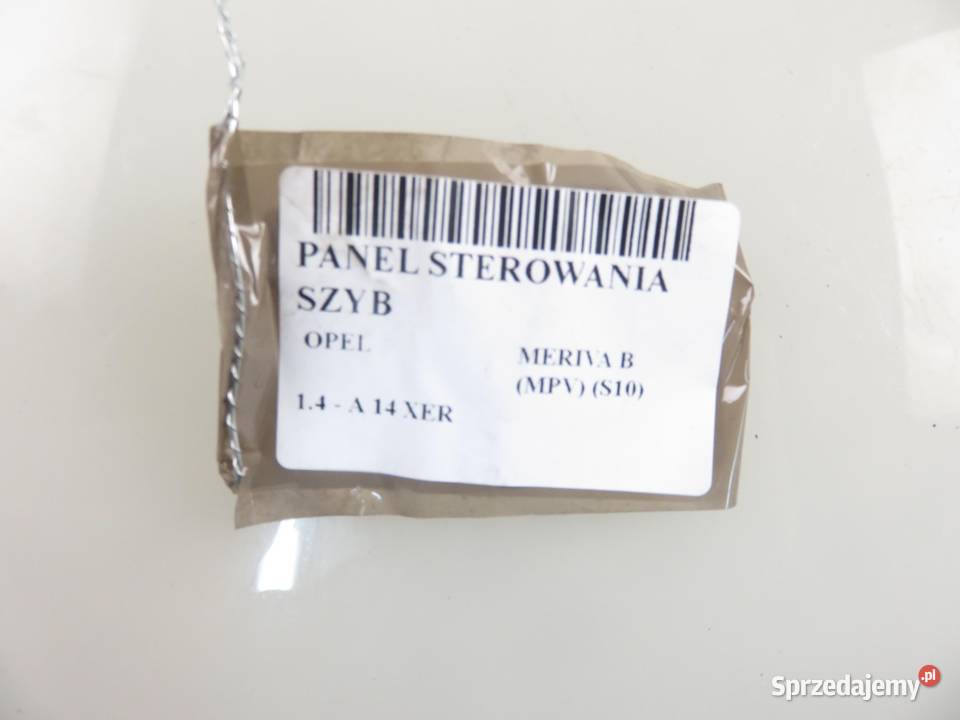 PANEL STEROWANIA
SZYB
OPEL
MERIVA B
(MPV) (S10)
1.4 - A 14 XER
Sprzedajemy.pl